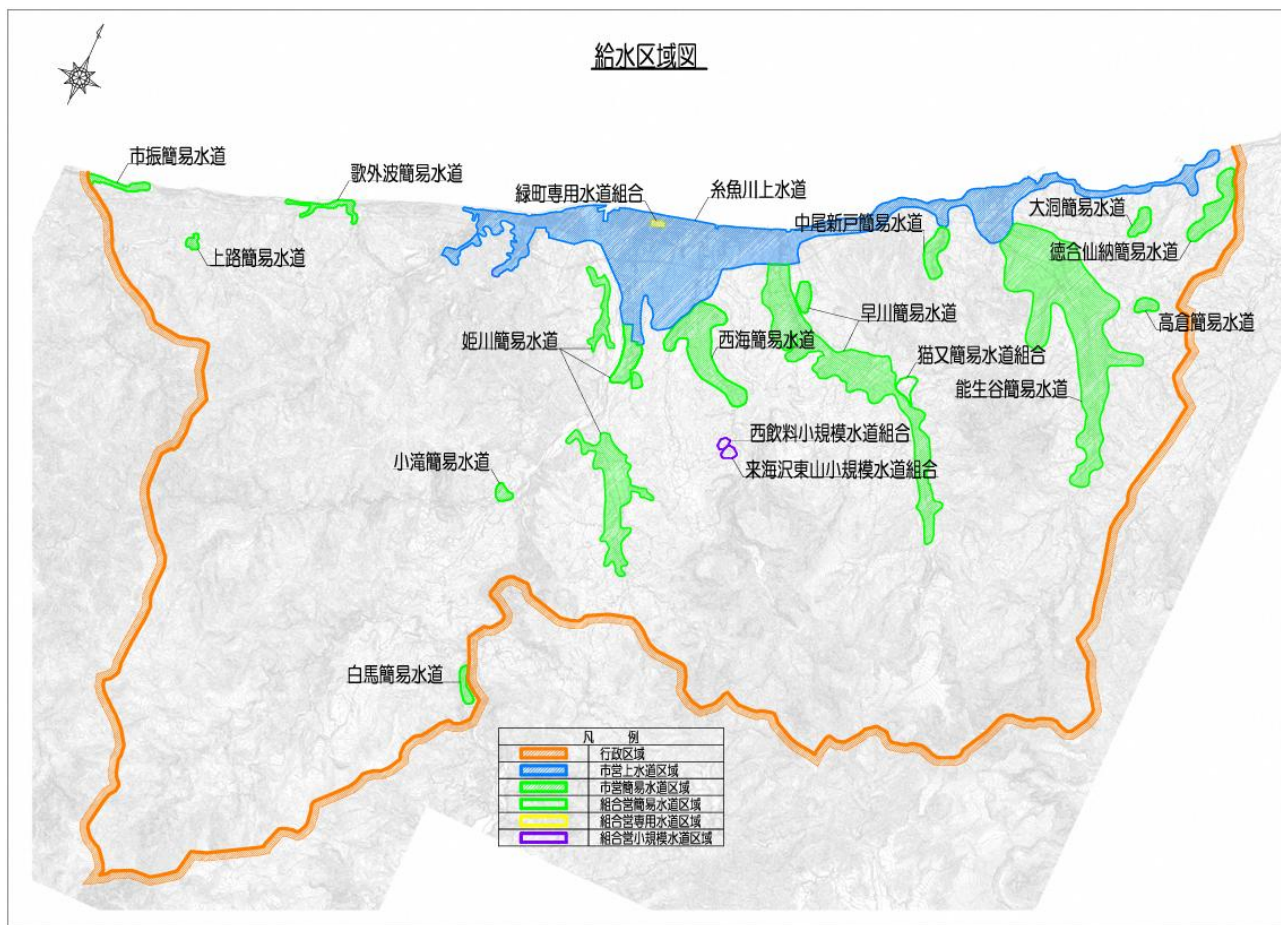 給水区域図
市振簡易水道
歌外波簡易水道
緑町専用水道組合
糸魚川上水道
中尾新戸簡易水道
大洞簡易水道
徳合仙納簡易水道
上路簡易水道
姫川簡易水道
西海簡易水道
早川簡易水道
猫又簡易水道組合
高倉簡易水道
能生谷簡易水道
西飲料小規模水道組合
来海沢東山小規模水道組合
小滝簡易水道
白馬簡易水道
凡 例
行政区域
市営上水道区域
市営簡易水道区域
組合営簡易水道区域
組合営専用水道区域
組合営小規模水道区域